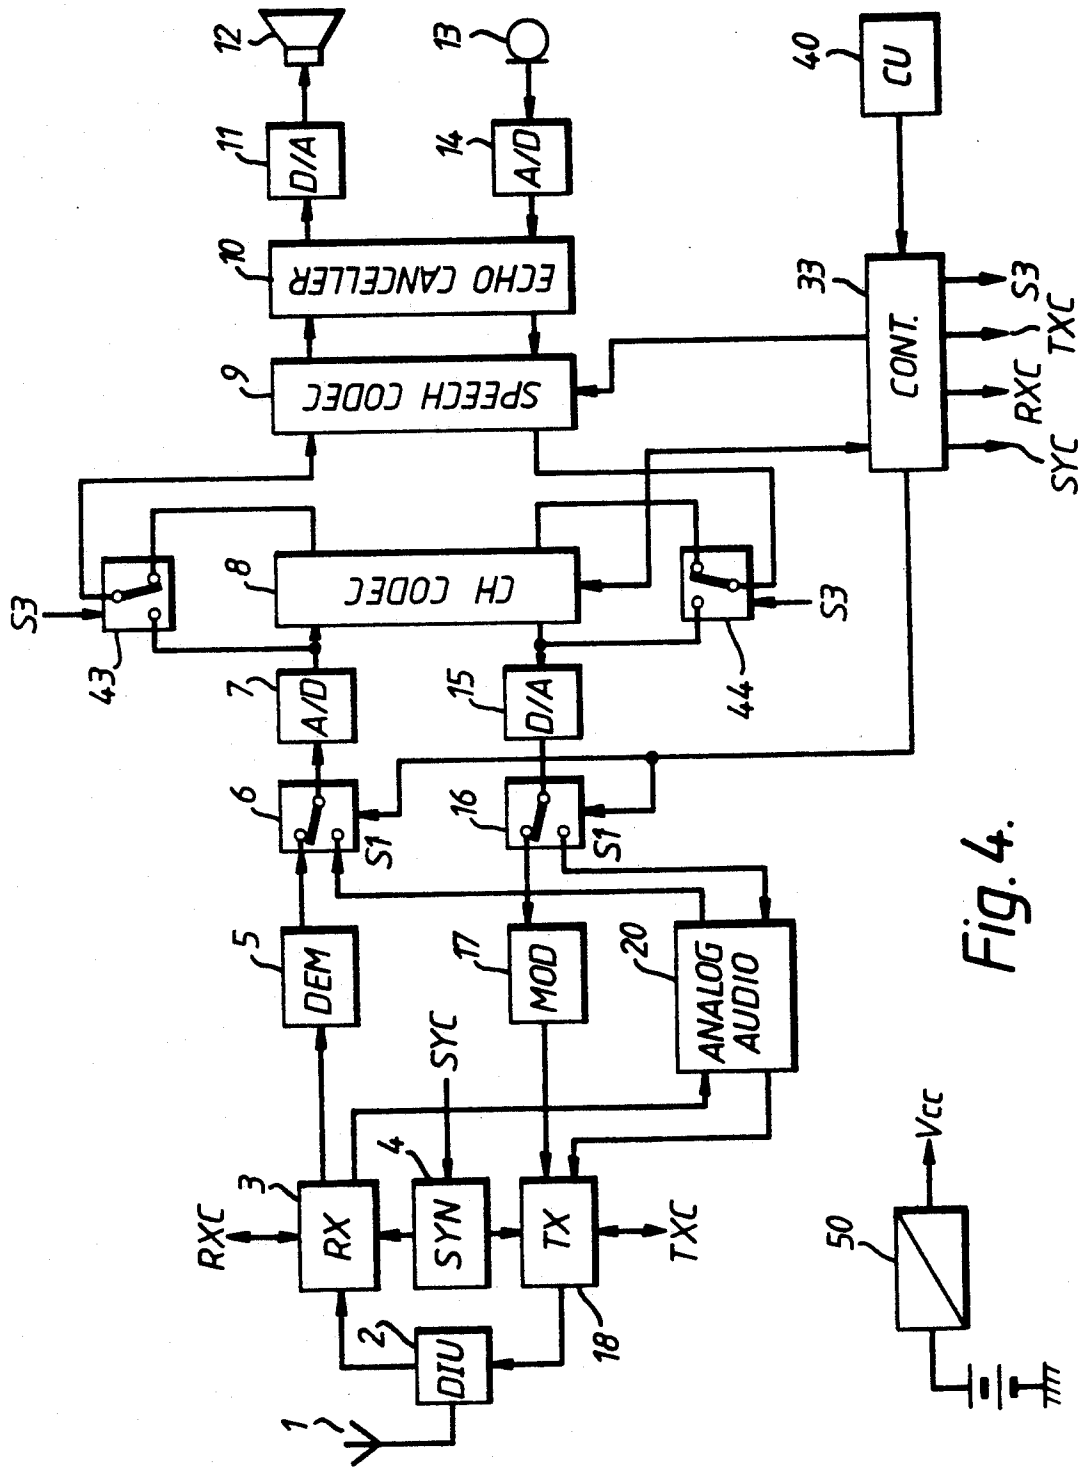 12
13
11
D/A
14
A/D
40
CU
10
ECHO CANCELLER
9
SPEECH CODEC
33
CONT.
S3
TXC
RXC
SYC
S3
43
8
CH CODEC
44
S3
7
A/D
15
D/A
6
S1
16
S1
5
DEM
17
MOD
20
ANALOG
AUDIO
SYC
RXC
3
RX
4
SYN
TX
18
TXC
2
DIU
1
50
Vcc
Fig. 4.